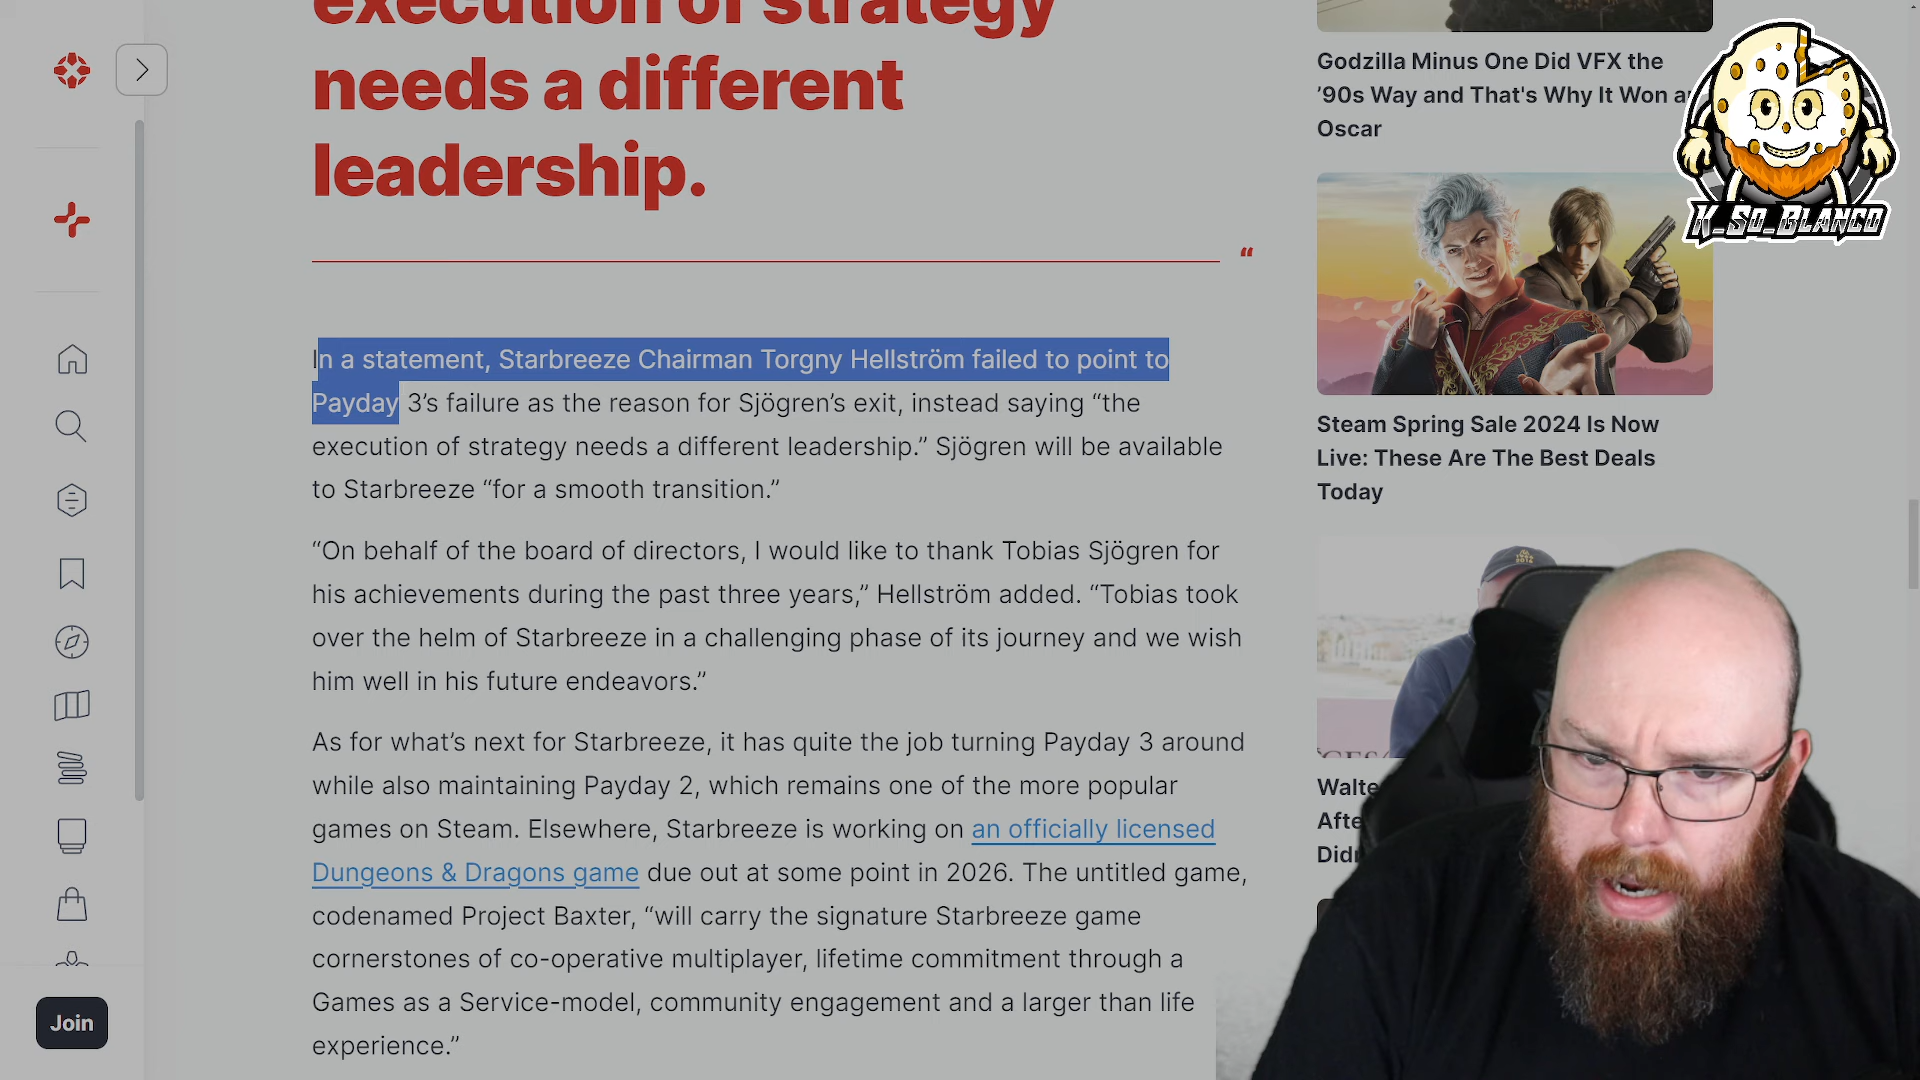 execution of strategy
needs a different
leadership.
“
In a statement, Starbreeze Chairman Torgny Hellström failed to point to
Payday 3’s failure as the reason for Sjögren’s exit, instead saying “the
execution of strategy needs a different leadership.” Sjögren will be available
to Starbreeze “for a smooth transition.”
“On behalf of the board of directors, I would like to thank Tobias Sjögren for
his achievements during the past three years,” Hellström added. “Tobias took
over the helm of Starbreeze in a challenging phase of its journey and we wish
him well in his future endeavors.”
As for what’s next for Starbreeze, it has quite the job turning Payday 3 around
while also maintaining Payday 2, which remains one of the more popular
games on Steam. Elsewhere, Starbreeze is working on an officially licensed
Dungeons & Dragons game due out at some point in 2026. The untitled game,
codenamed Project Baxter, “will carry the signature Starbreeze game
cornerstones of co-operative multiplayer, lifetime commitment through a
Games as a Service-model, community engagement and a larger than life
experience.”
Join
Godzilla Minus One Did VFX the
’90s Way and That's Why It Won
Oscar
K_So_Blanco
Steam Spring Sale 2024 Is Now
Live: These Are The Best Deals
Today